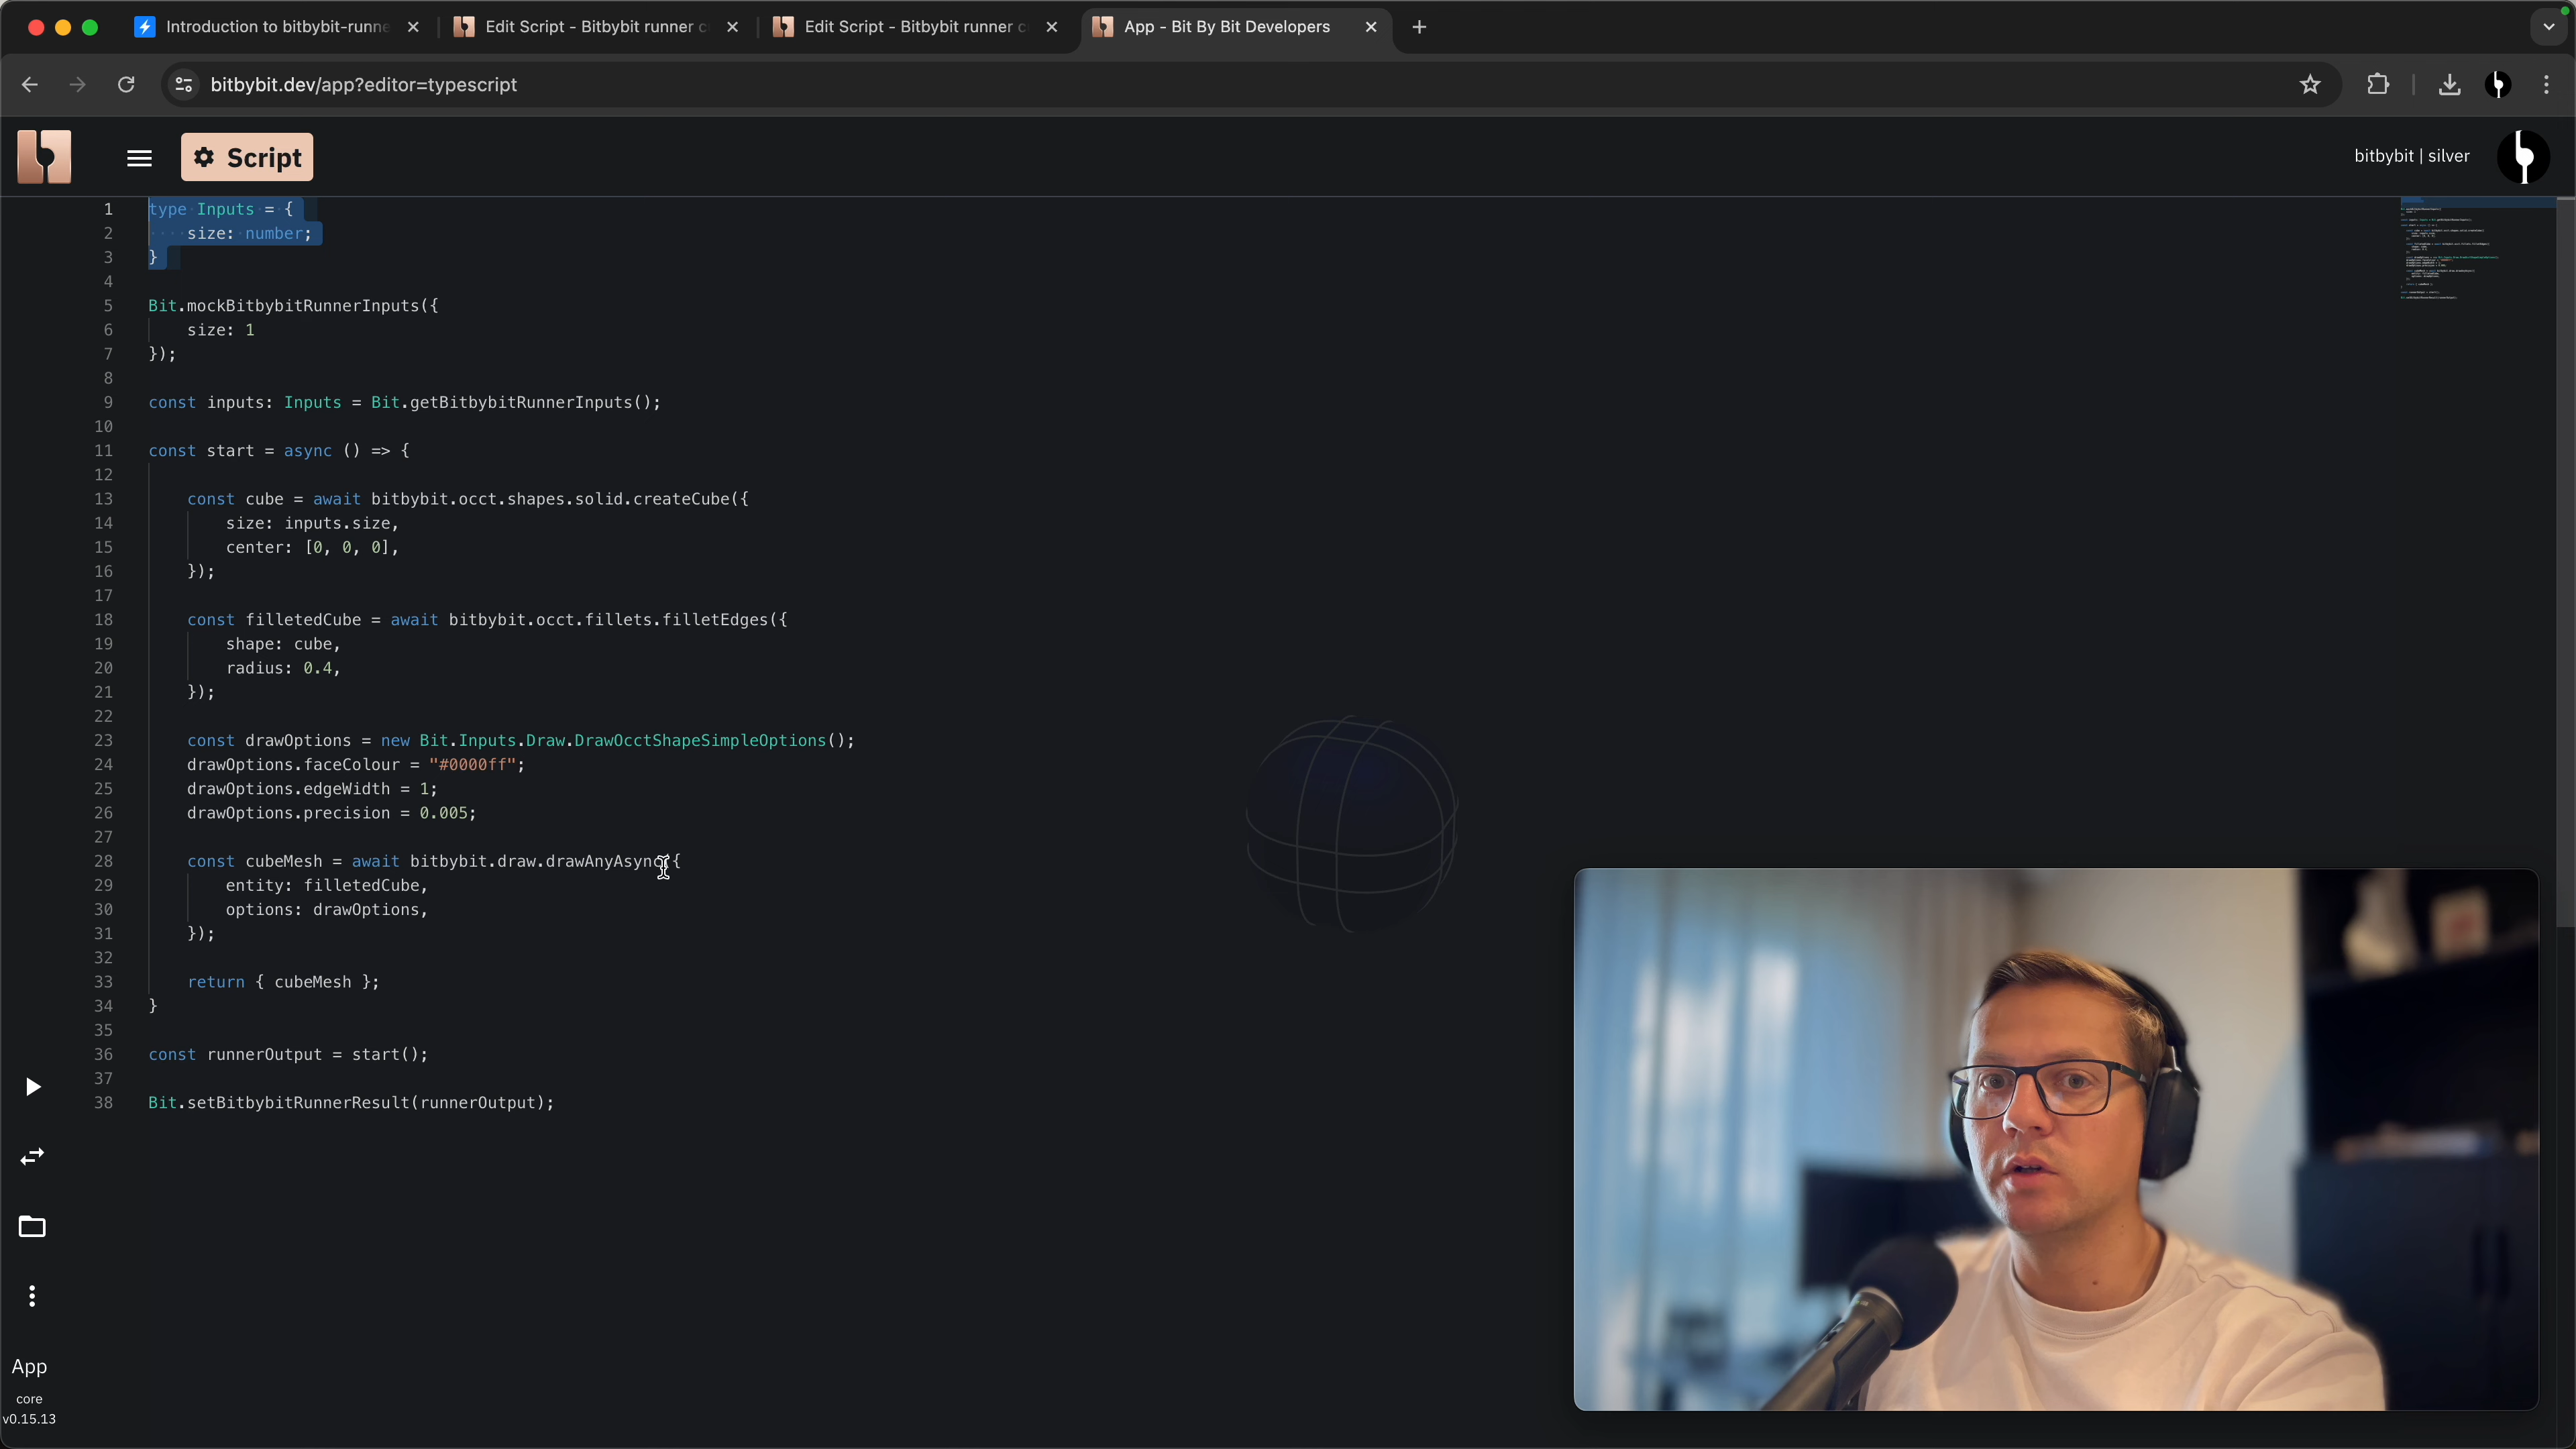 Introduction to bitbybit-runne
Edit Script - Bitbybit runner c
Edit Script - Bitbybit runner c
App - Bit By Bit Developers
bitbybit.dev/app?editor=typescript
Script
bitbybit | silver
1 type Inputs = {
2 size: number;
3 }
4
5 Bit.mockBitbybitRunnerInputs({
6 size: 1
7 });
8
9 const inputs: Inputs = Bit.getBitbybitRunnerInputs();
10
11 const start = async () => {
12
13 const cube = await bitbybit.occt.shapes.solid.createCube({
14 size: inputs.size,
15 center: [0, 0, 0],
16 });
17
18 const filletedCube = await bitbybit.occt.fillets.filletEdges({
19 shape: cube,
20 radius: 0.4,
21 });
22
23 const drawOptions = new Bit.Inputs.Draw.DrawOcctShapeSimpleOptions();
24 drawOptions.faceColour = "#0000ff";
25 drawOptions.edgeWidth = 1;
26 drawOptions.precision = 0.005;
27
28 const cubeMesh = await bitbybit.draw.drawAnyAsync({
29 entity: filletedCube,
30 options: drawOptions,
31 });
32
33 return { cubeMesh };
34 }
35
36 const runnerOutput = start();
37
38 Bit.setBitbybitRunnerResult(runnerOutput);
App
core
v0.15.13